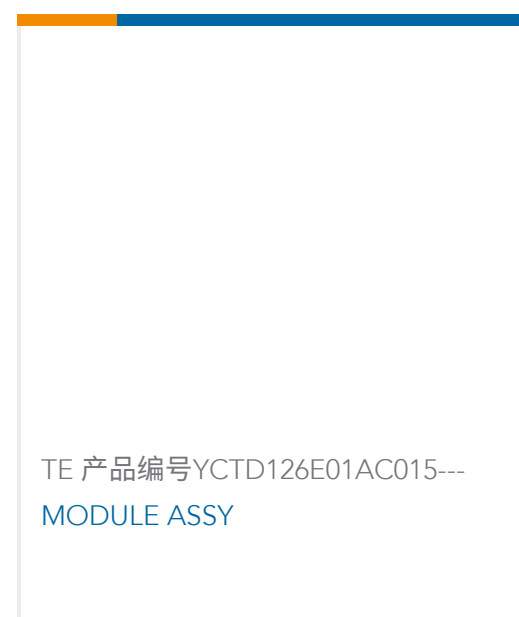 TE 产品编号YCTD126E01AC015---
MODULE ASSY